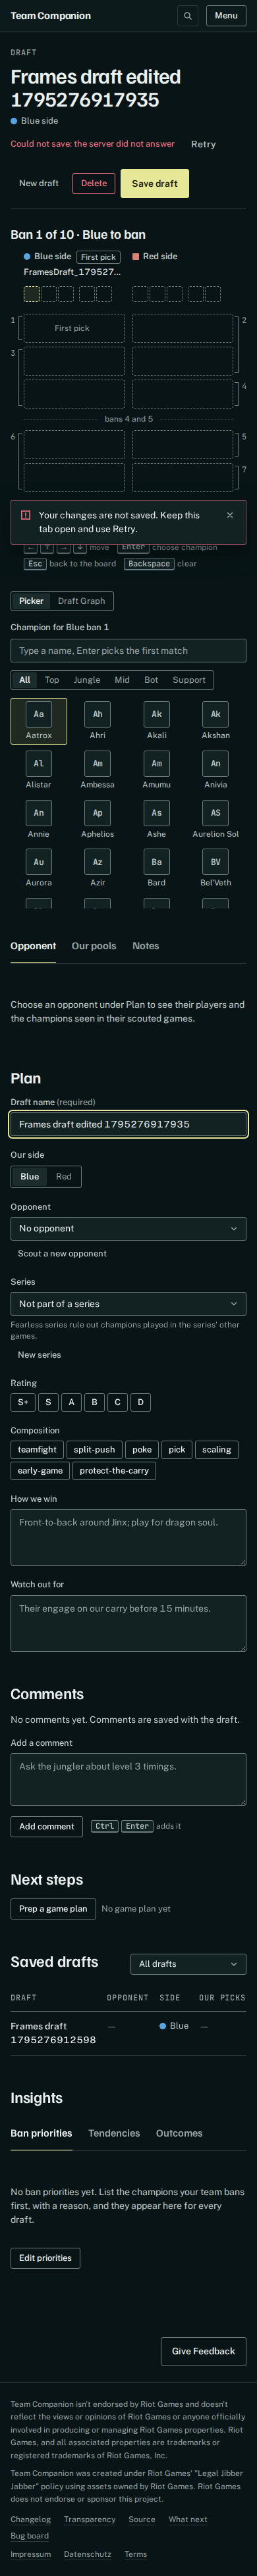 Team Companion
Menu
DRAFT
Frames draft edited
1795276917935
Blue side
Could not save: the server did not answer
Retry
New draft
Delete
Save draft
Ban 1 of 10 · Blue to ban
Blue side
First pick
Red side
FramesDraft_179527...
1
First pick
2
3
4
bans 4 and 5
6
5
7
Your changes are not saved. Keep this
tab open and use Retry.
← ↑ → ↓ move Enter choose champion
Esc back to the board Backspace clear
Picker
Draft Graph
Champion for Blue ban 1
Type a name, Enter picks the first match
All Top Jungle Mid Bot Support
Aa Ah Ak Ak
Aatrox Ahri Akali Akshan
Al Am Am An
Alistar Ambessa Amumu Anivia
An Ap As AS
Annie Aphelios Ashe Aurelion Sol
Au Az Ba BV
Aurora Azir Bard Bel'Veth
Opponent Our pools Notes
Choose an opponent under Plan to see their players and
the champions seen in their scouted games.
Plan
Draft name (required)
Frames draft edited 1795276917935
Our side
Blue Red
Opponent
No opponent
Scout a new opponent
Series
Not part of a series
Fearless series rule out champions played in the series' other
games.
New series
Rating
S+ S A B C D
Composition
teamfight split-push poke pick scaling
early-game protect-the-carry
How we win
Front-to-back around Jinx; play for dragon soul.
Watch out for
Their engage on our carry before 15 minutes.
Comments
No comments yet. Comments are saved with the draft.
Add a comment
Ask the jungler about level 3 timings.
Add comment
Ctrl Enter adds it
Next steps
Prep a game plan
No game plan yet
Saved drafts
All drafts
DRAFT OPPONENT SIDE OUR PICKS
Frames draft
1795276912598
— Blue —
Insights
Ban priorities Tendencies Outcomes
No ban priorities yet. List the champions your team bans
first, with a reason, and they appear here for every
draft.
Edit priorities
Give Feedback
Team Companion isn't endorsed by Riot Games and doesn't
reflect the views or opinions of Riot Games or anyone officially
involved in producing or managing Riot Games properties. Riot
Games, and all associated properties are trademarks or
registered trademarks of Riot Games, Inc.
Team Companion was created under Riot Games' "Legal Jibber
Jabber" policy using assets owned by Riot Games. Riot Games
does not endorse or sponsor this project.
Changelog Transparency Source What next
Bug board
Impressum Datenschutz Terms